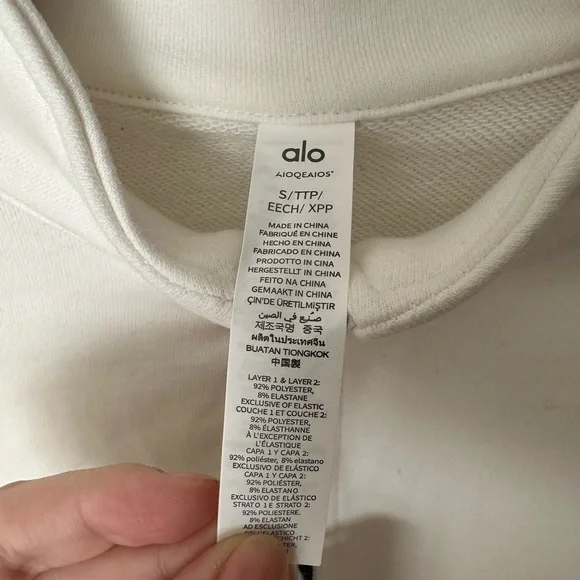 alo
AIOQEAIOS*
S/TTP/
EECH/ XPP
MADE IN CHINA
FABRIQUÉ EN CHINE
HECHO EN CHINA
FABRICADO EN CHINA
PRODOTTO IN CINA
HERGESTELLT IN CHINA
FEITO NA CHINA
GEMAAKT IN CHINA
ÇIN'DE ÜRETILMIŞTIR
صنع في الصين
제조국명 중국
ผลิตในประเทศจีน
BUATAN TIONGKOK
中国製
LAYER 1 & LAYER 2:
92% POLYESTER,
8% ELASTANE
EXCLUSIVE OF ELASTIC
COUCHE 1 ET COUCHE 2:
92% POLYESTER,
8% ÉLASTHANNE
À L'EXCEPTION DE
L'ÉLASTIQUE
CAPA 1 Y CAPA 2:
92% poliéster, 8% elastano
EXCLUSIVO DE ELÁSTICO
CAPA 1 Y CAPA 2:
92% POLIÉSTER,
8% ELASTANO
EXCLUSIVO DE ELÁSTICO
STRATO 1 E STRATO 2:
92% POLIESTERE.
8% ELASTAN
AD ESCLUSIONE
DELL'ELASTICO